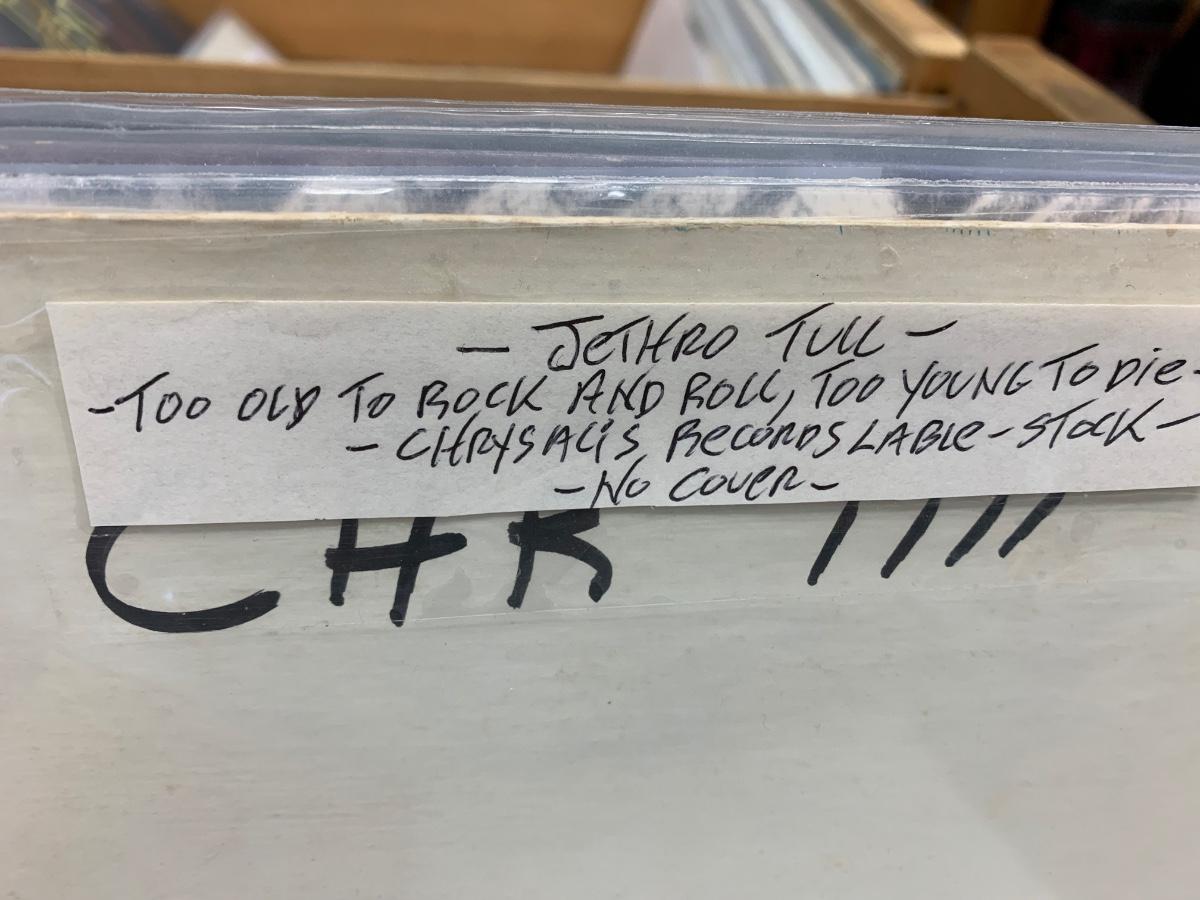 - JETHRO TULL -
- TOO OLD TO ROCK AND ROLL, TOO YOUNG TO DIE -
- CHRYSALIS RECORDS LABLE - STOCK -
- NO COVER -
CHR 1111